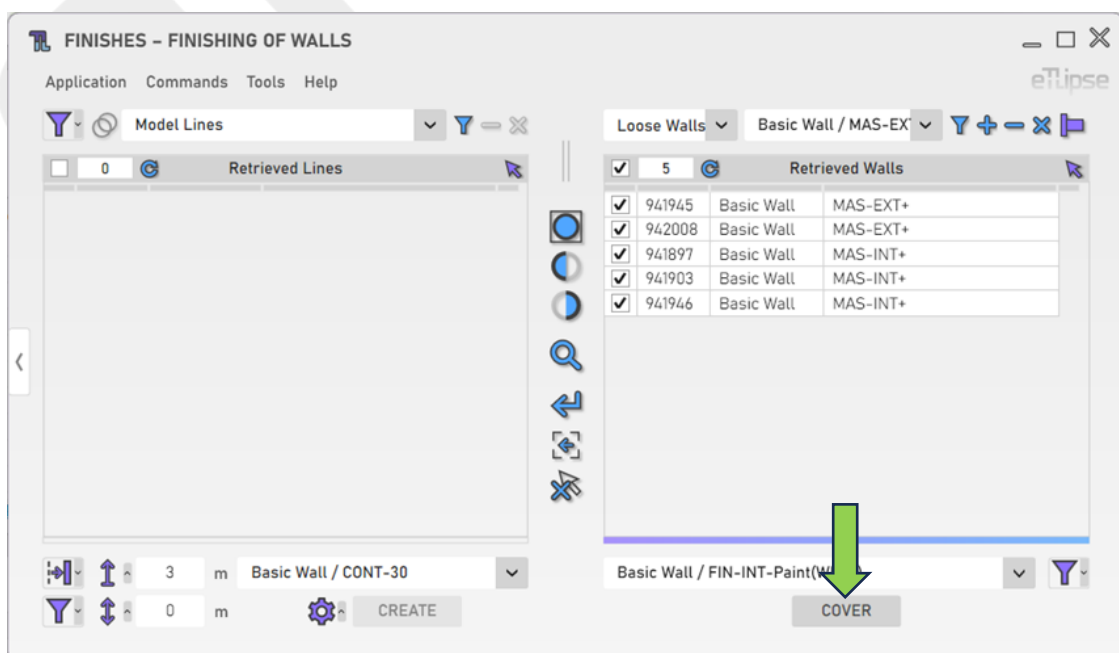 FINISHES – FINISHING OF WALLS
Application Commands Tools Help
eTLipse
Model Lines
Loose Walls Basic Wall / MAS-EX
0 Retrieved Lines
5 Retrieved Walls
941945 Basic Wall MAS-EXT+
942008 Basic Wall MAS-EXT+
941897 Basic Wall MAS-INT+
941903 Basic Wall MAS-INT+
941946 Basic Wall MAS-INT+
3 m Basic Wall / CONT-30
Basic Wall / FIN-INT-Paint(W
0 m CREATE
COVER